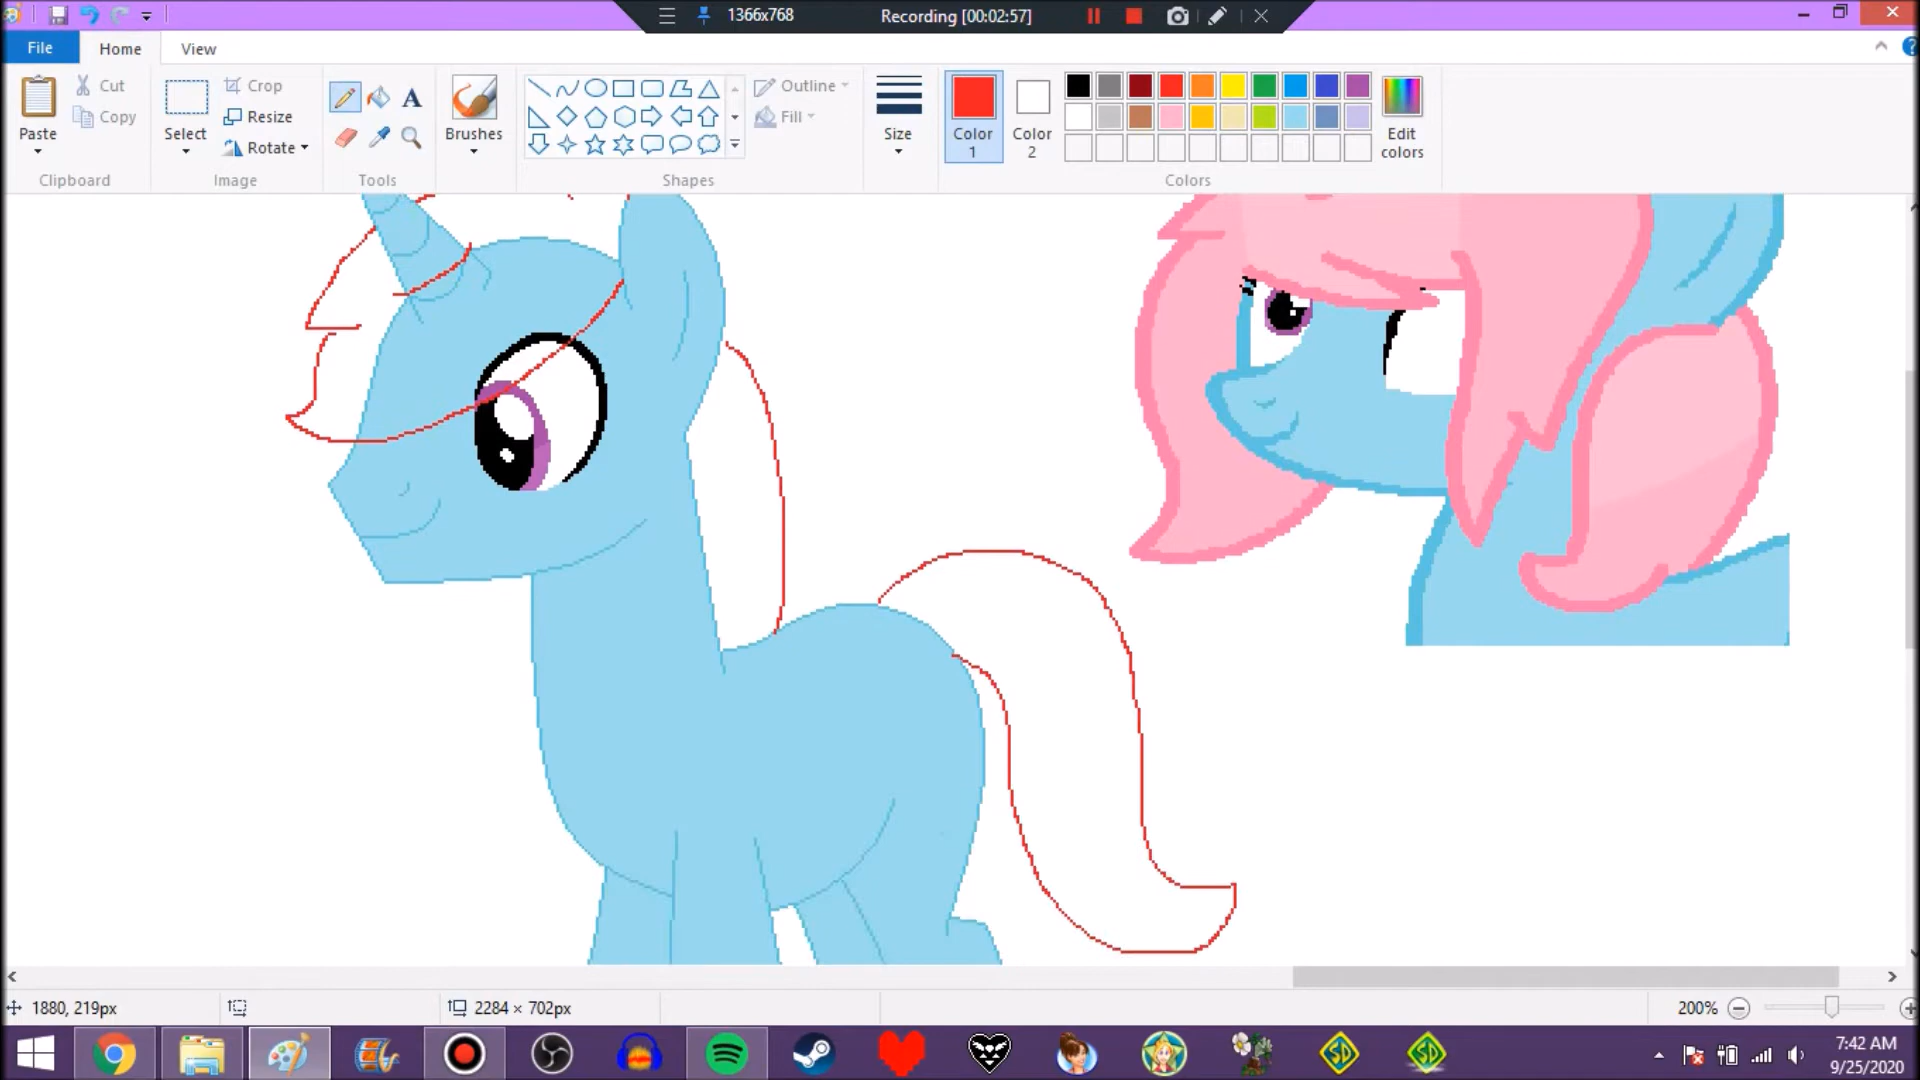 1366x768
Recording [00:02:57]
File
Home
View
Paste
Cut
Copy
Clipboard
Select
Crop
Resize
Rotate
Image
A
Tools
Brushes
Shapes
Outline
Fill
Size
Color 1
Color 2
Edit colors
Colors
1880, 219px
2284 × 702px
200%
SD
SD
7:42 AM
9/25/2020